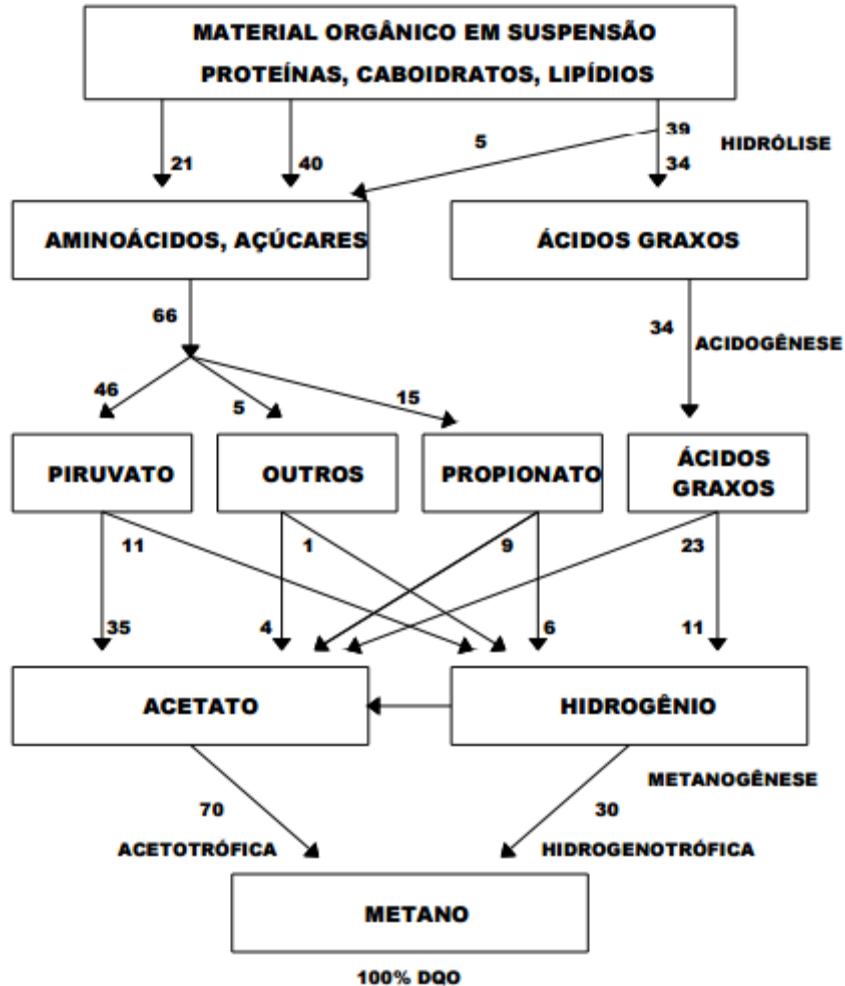 MATERIAL ORGÂNICO EM SUSPENSÃO
PROTEÍNAS, CABOIDRATOS, LIPÍDIOS
21
40
5
39
34
HIDRÓLISE
AMINOÁCIDOS, AÇÚCARES
ÁCIDOS GRAXOS
66
34
ACIDOGÊNESE
46
5
15
PIRUVATO
OUTROS
PROPIONATO
ÁCIDOS
GRAXOS
11
1
9
23
35
4
6
11
ACETATO
HIDROGÊNIO
METANOGÊNESE
70
30
ACETOTRÓFICA
HIDROGENOTRÓFICA
METANO
100% DQO